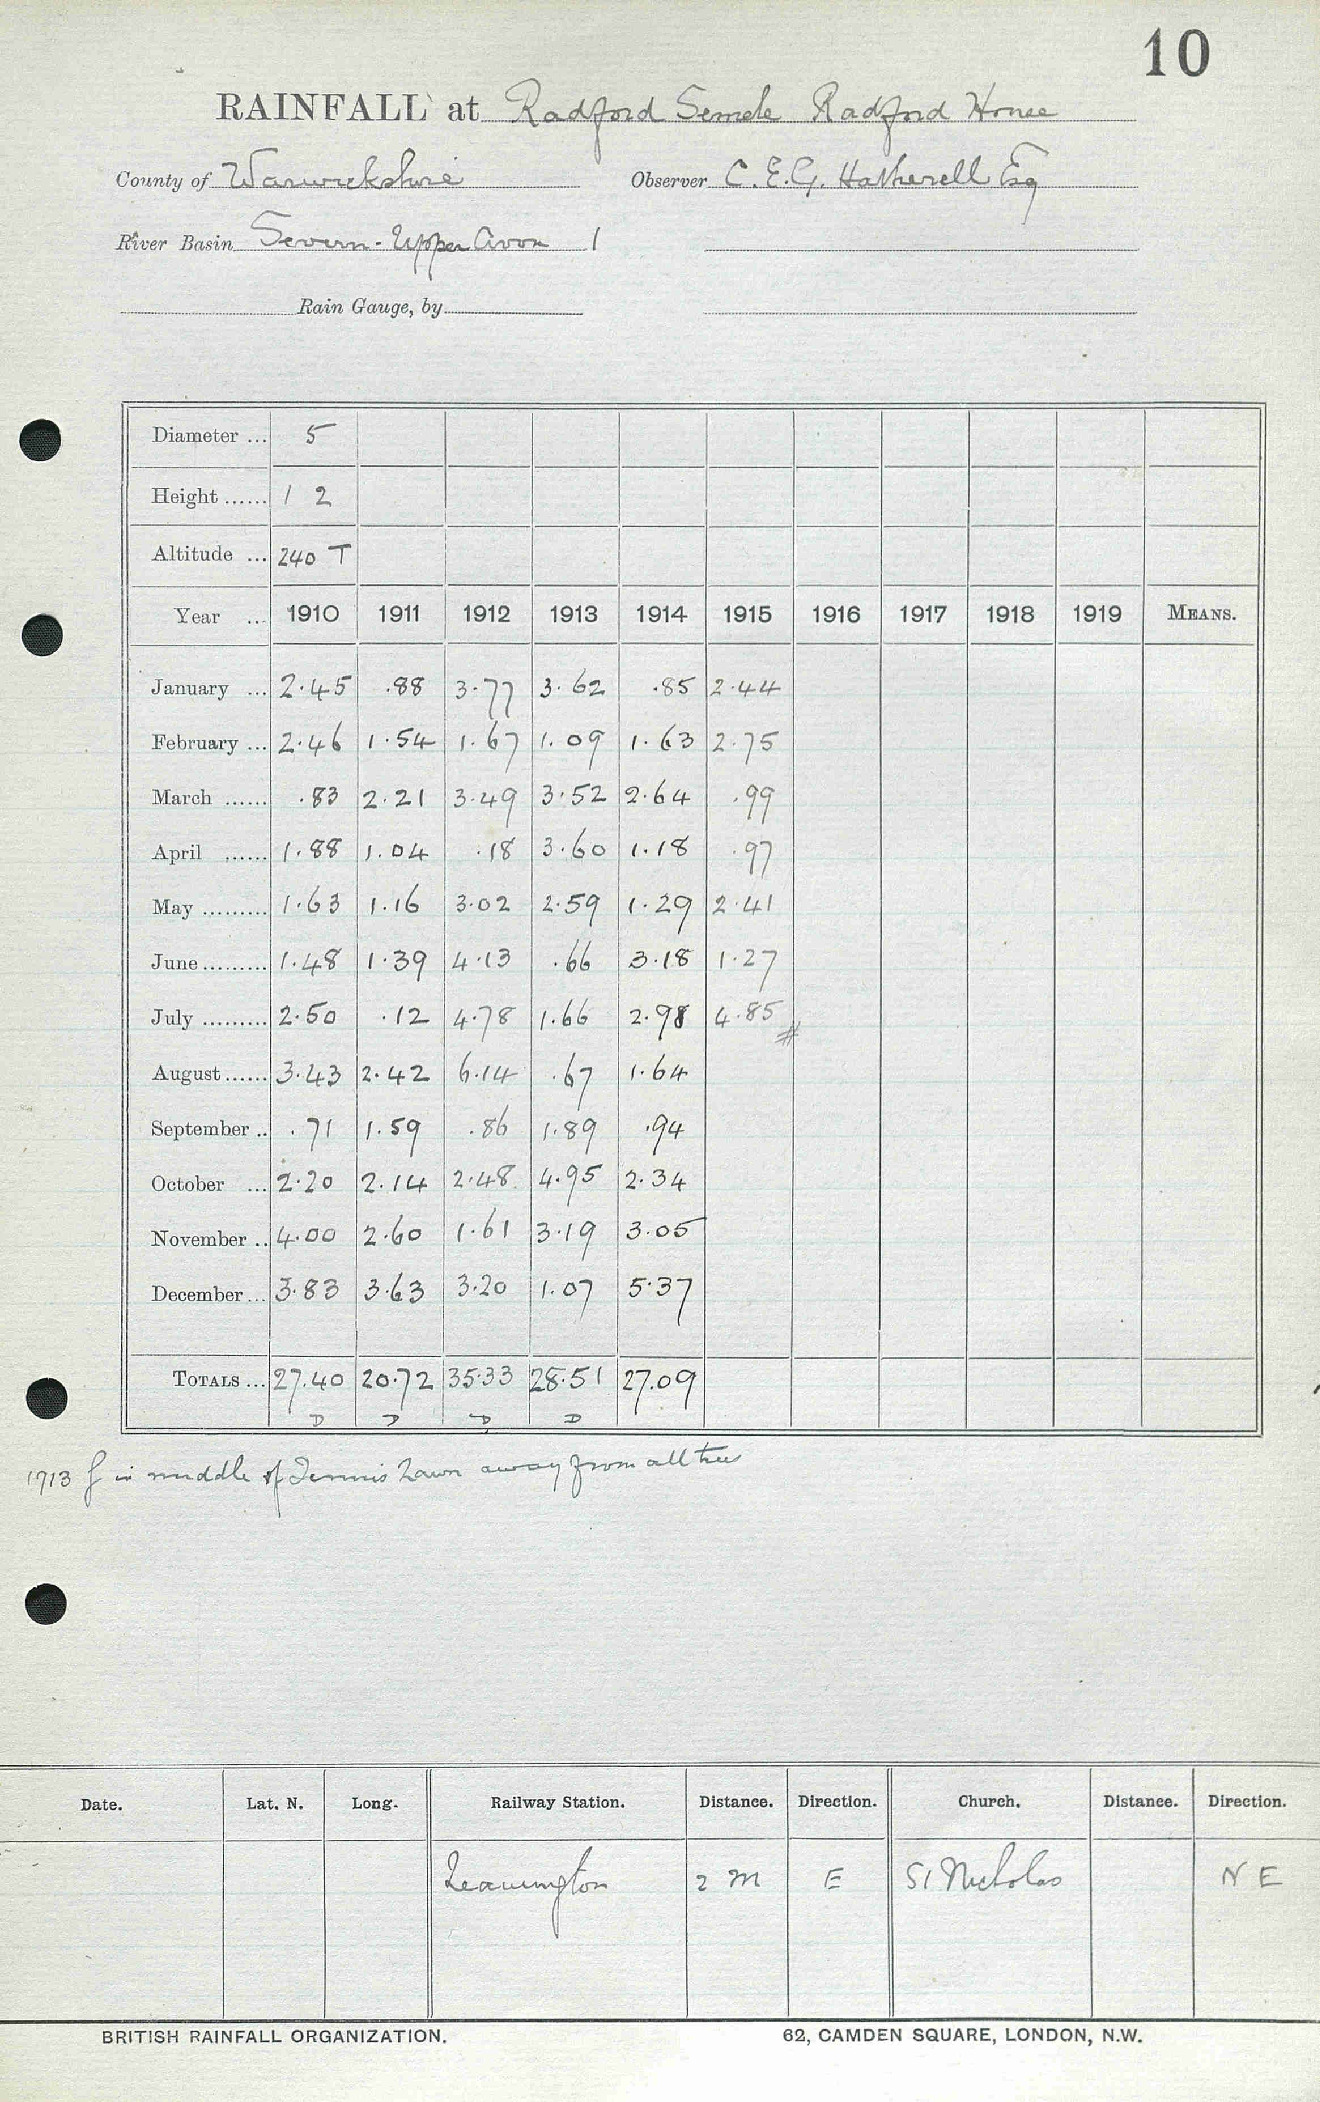 10
RAINFALL at Radford Semele Radford House
County of Warwickshire Observer C. E. G. Hatherell Esq
River Basin Severn - Upper Avon 1
Rain Gauge, by
Diameter ... 5
Height ...... 1 2
Altitude ... 240 T
Year ... 1910 1911 1912 1913 1914 1915 1916 1917 1918 1919 MEANS.
January ... 2.45 .88 3.77 3.62 .85 2.44
February ... 2.46 1.54 1.67 1.09 1.63 2.75
March ...... .83 2.21 3.49 3.52 2.64 .99
April ...... 1.88 1.04 .18 3.60 1.18 .97
May ......... 1.63 1.16 3.02 2.59 1.29 2.41
June ......... 1.48 1.39 4.13 .66 3.18 1.27
July ......... 2.50 .12 4.78 1.66 2.98 4.85
#
August ...... 3.43 2.42 6.14 .67 1.64
September .. .71 1.59 .86 1.89 .94
October ... 2.20 2.14 2.48 4.95 2.34
November .. 4.00 2.60 1.61 3.19 3.05
December ... 3.83 3.63 3.20 1.07 5.37
TOTALS ... 27.40 20.72 35.33 28.51 27.09
D D D D
1913 g in middle of Tennis Lawn away from all trees
Date. Lat. N. Long. Railway Station. Distance. Direction. Church. Distance. Direction.
Leamington 2 M E St Nicholas N E
BRITISH RAINFALL ORGANIZATION. 62, CAMDEN SQUARE, LONDON, N.W.